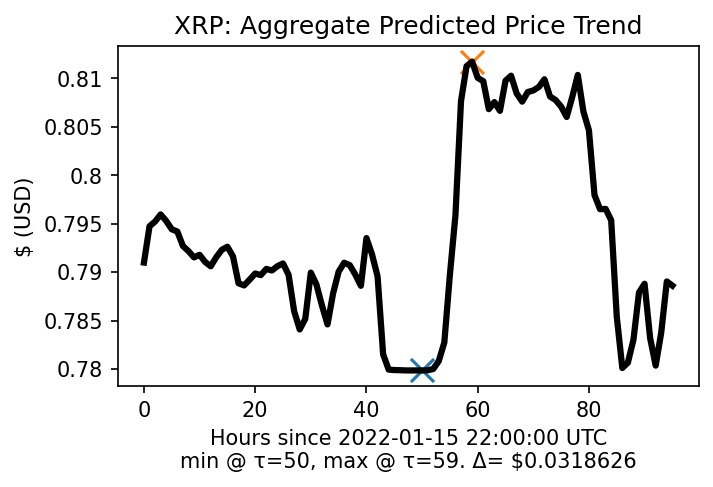 XRP: Aggregate Predicted Price Trend
0.81
0.805
0.8
0.795
0.79
0.785
0.78
$ (USD)
0 20 40 60 80
Hours since 2022-01-15 22:00:00 UTC
min @ τ=50, max @ τ=59. Δ= $0.0318626